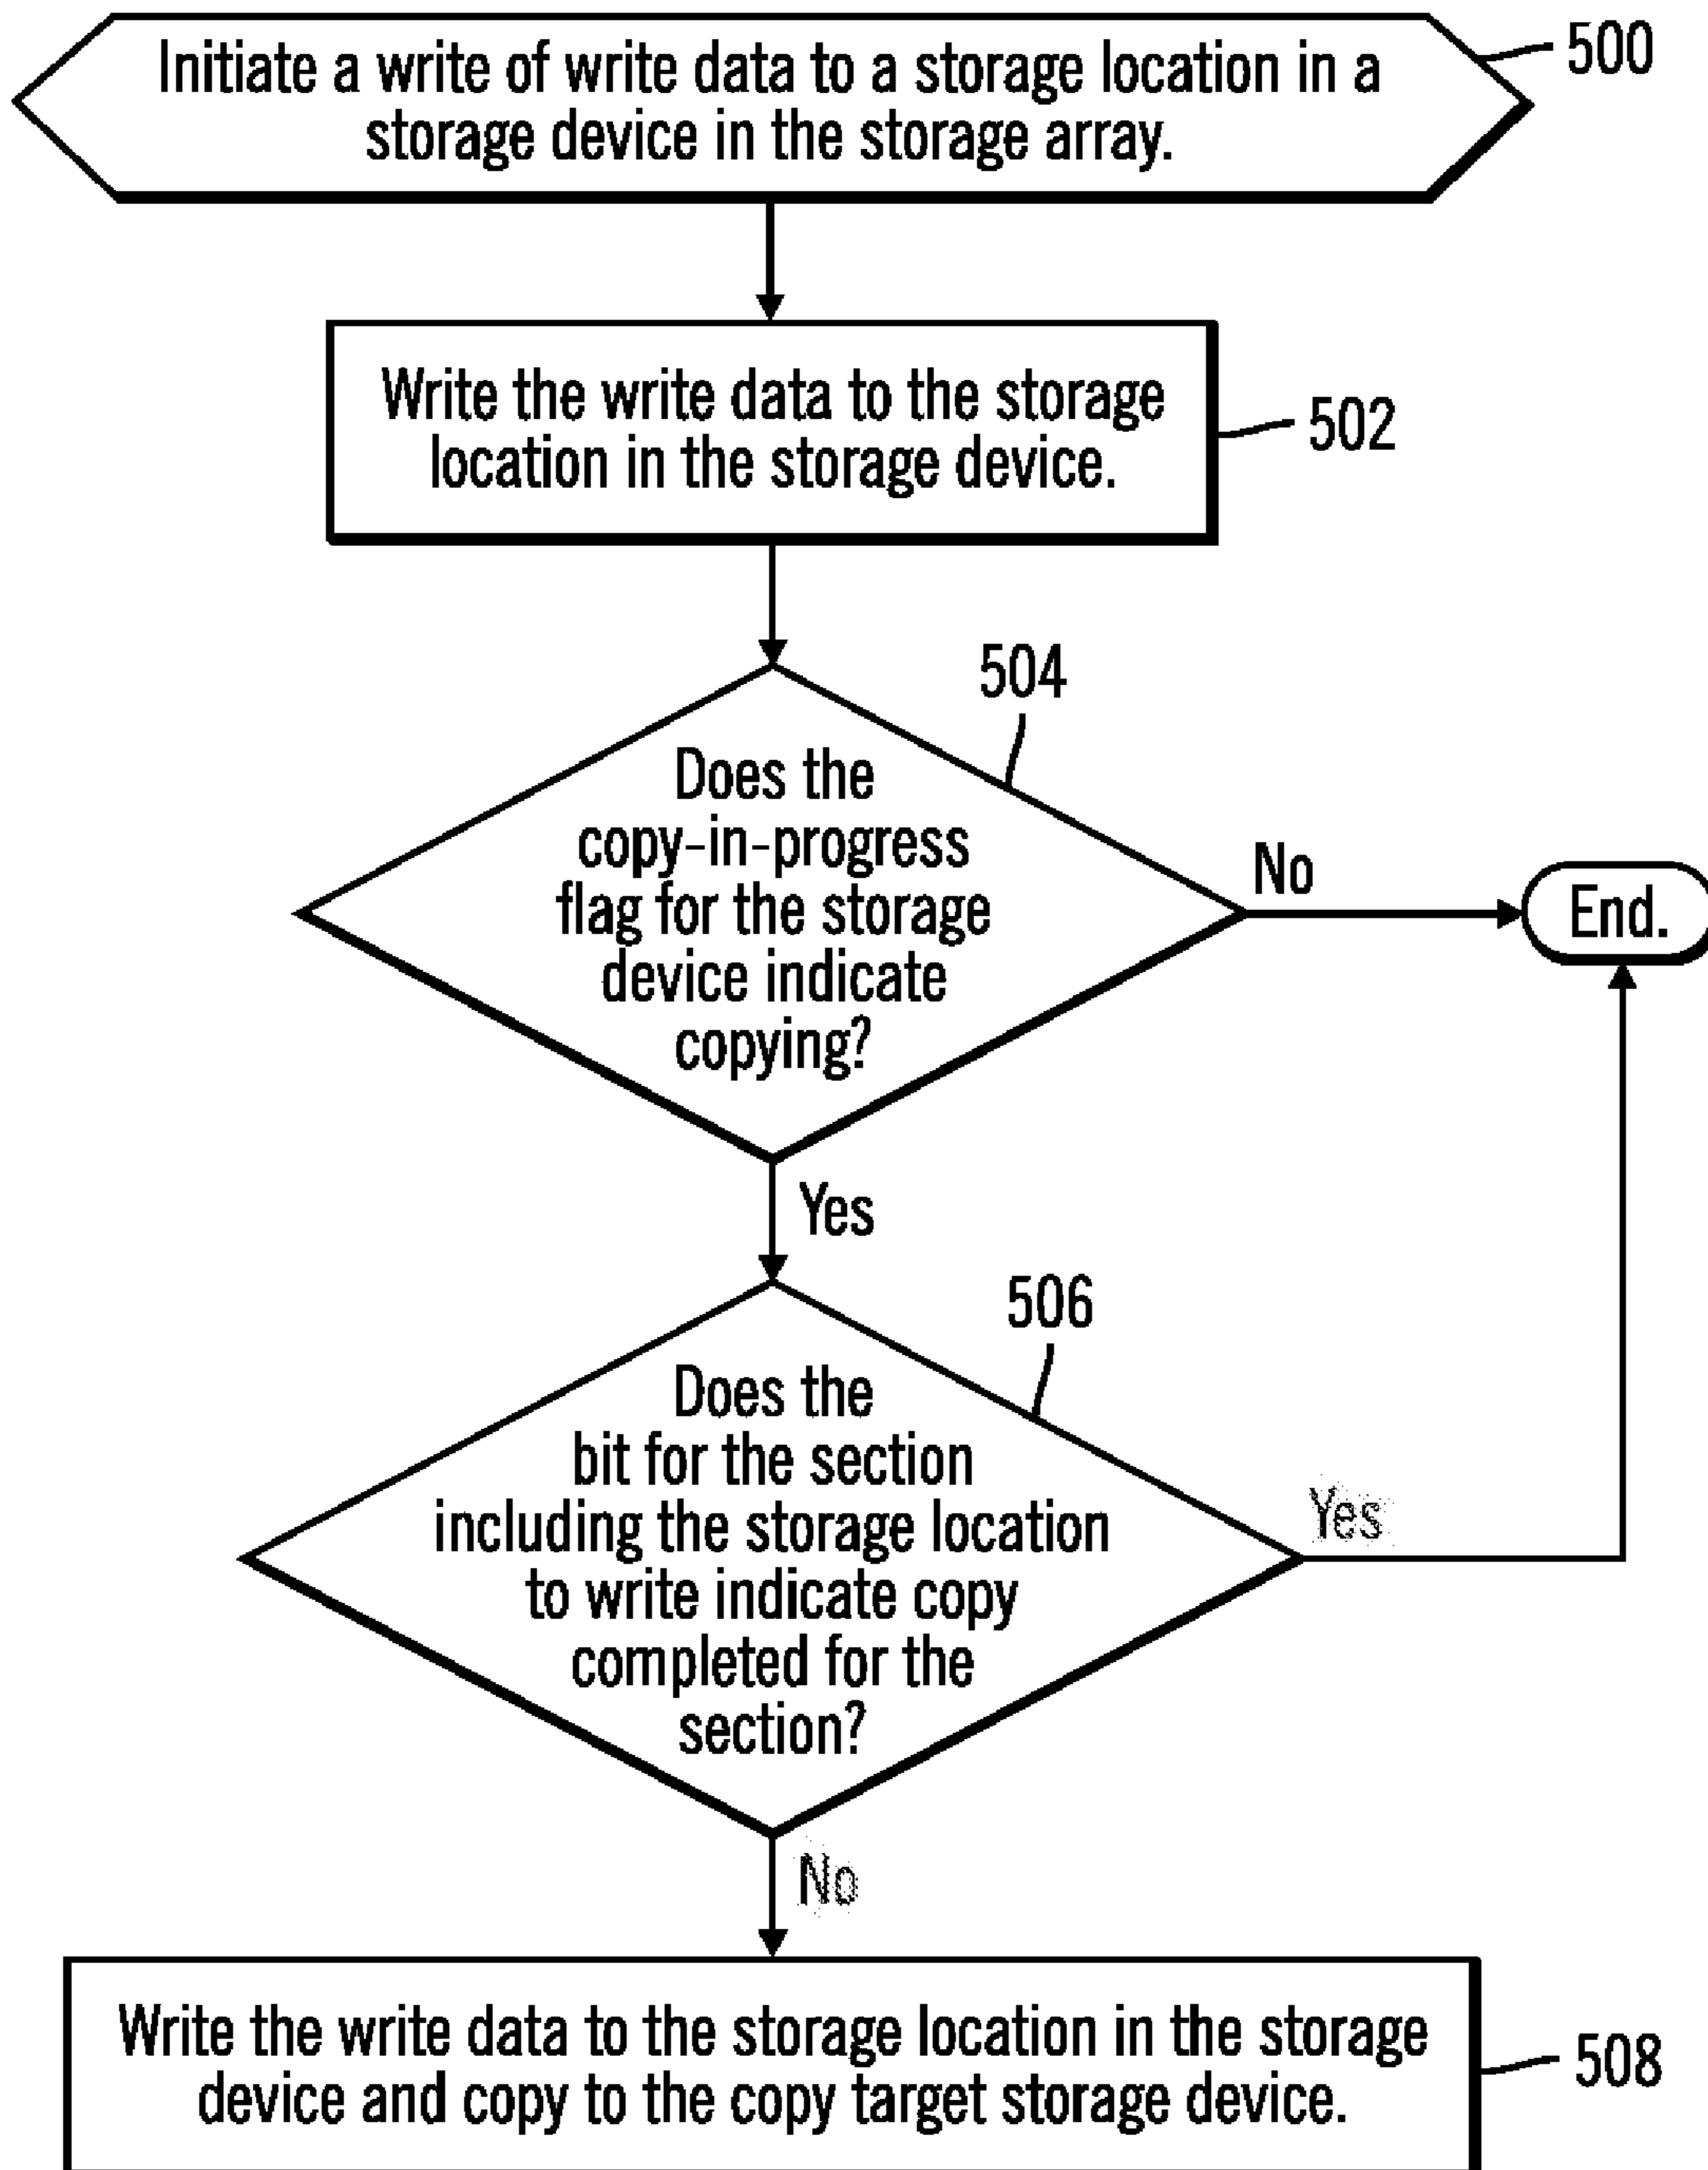 Initiate a write of write data to a storage location in a
storage device in the storage array.
500
Write the write data to the storage
location in the storage device.
502
504
Does the
copy-in-progress
flag for the storage
device indicate
copying?
No
End.
Yes
506
Does the
bit for the section
including the storage location
to write indicate copy
completed for the
section?
Yes
No
Write the write data to the storage location in the storage
device and copy to the copy target storage device.
508